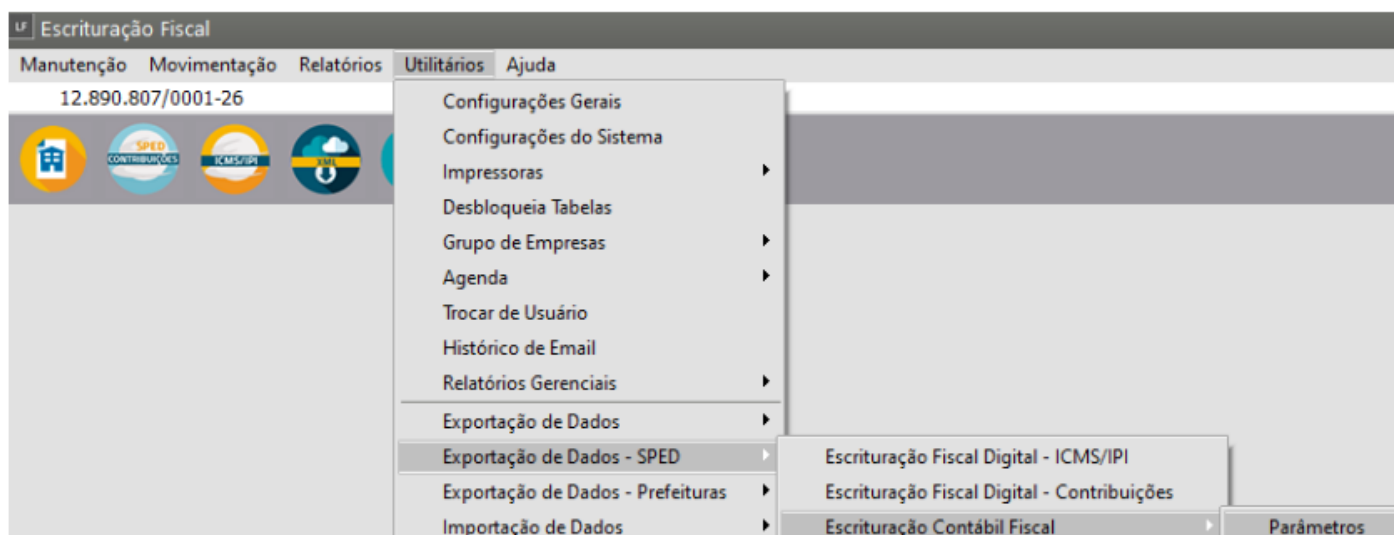 LF Escrituração Fiscal
Manutenção Movimentação Relatórios Utilitários Ajuda
12.890.807/0001-26
SPED
CONTRIBUIÇÕES
ICMS/IPI
XML
Configurações Gerais
Configurações do Sistema
Impressoras
Desbloqueia Tabelas
Grupo de Empresas
Agenda
Trocar de Usuário
Histórico de Email
Relatórios Gerenciais
Exportação de Dados
Exportação de Dados - SPED
Exportação de Dados - Prefeituras
Importação de Dados
Escrituração Fiscal Digital - ICMS/IPI
Escrituração Fiscal Digital - Contribuições
Escrituração Contábil Fiscal
Parâmetros